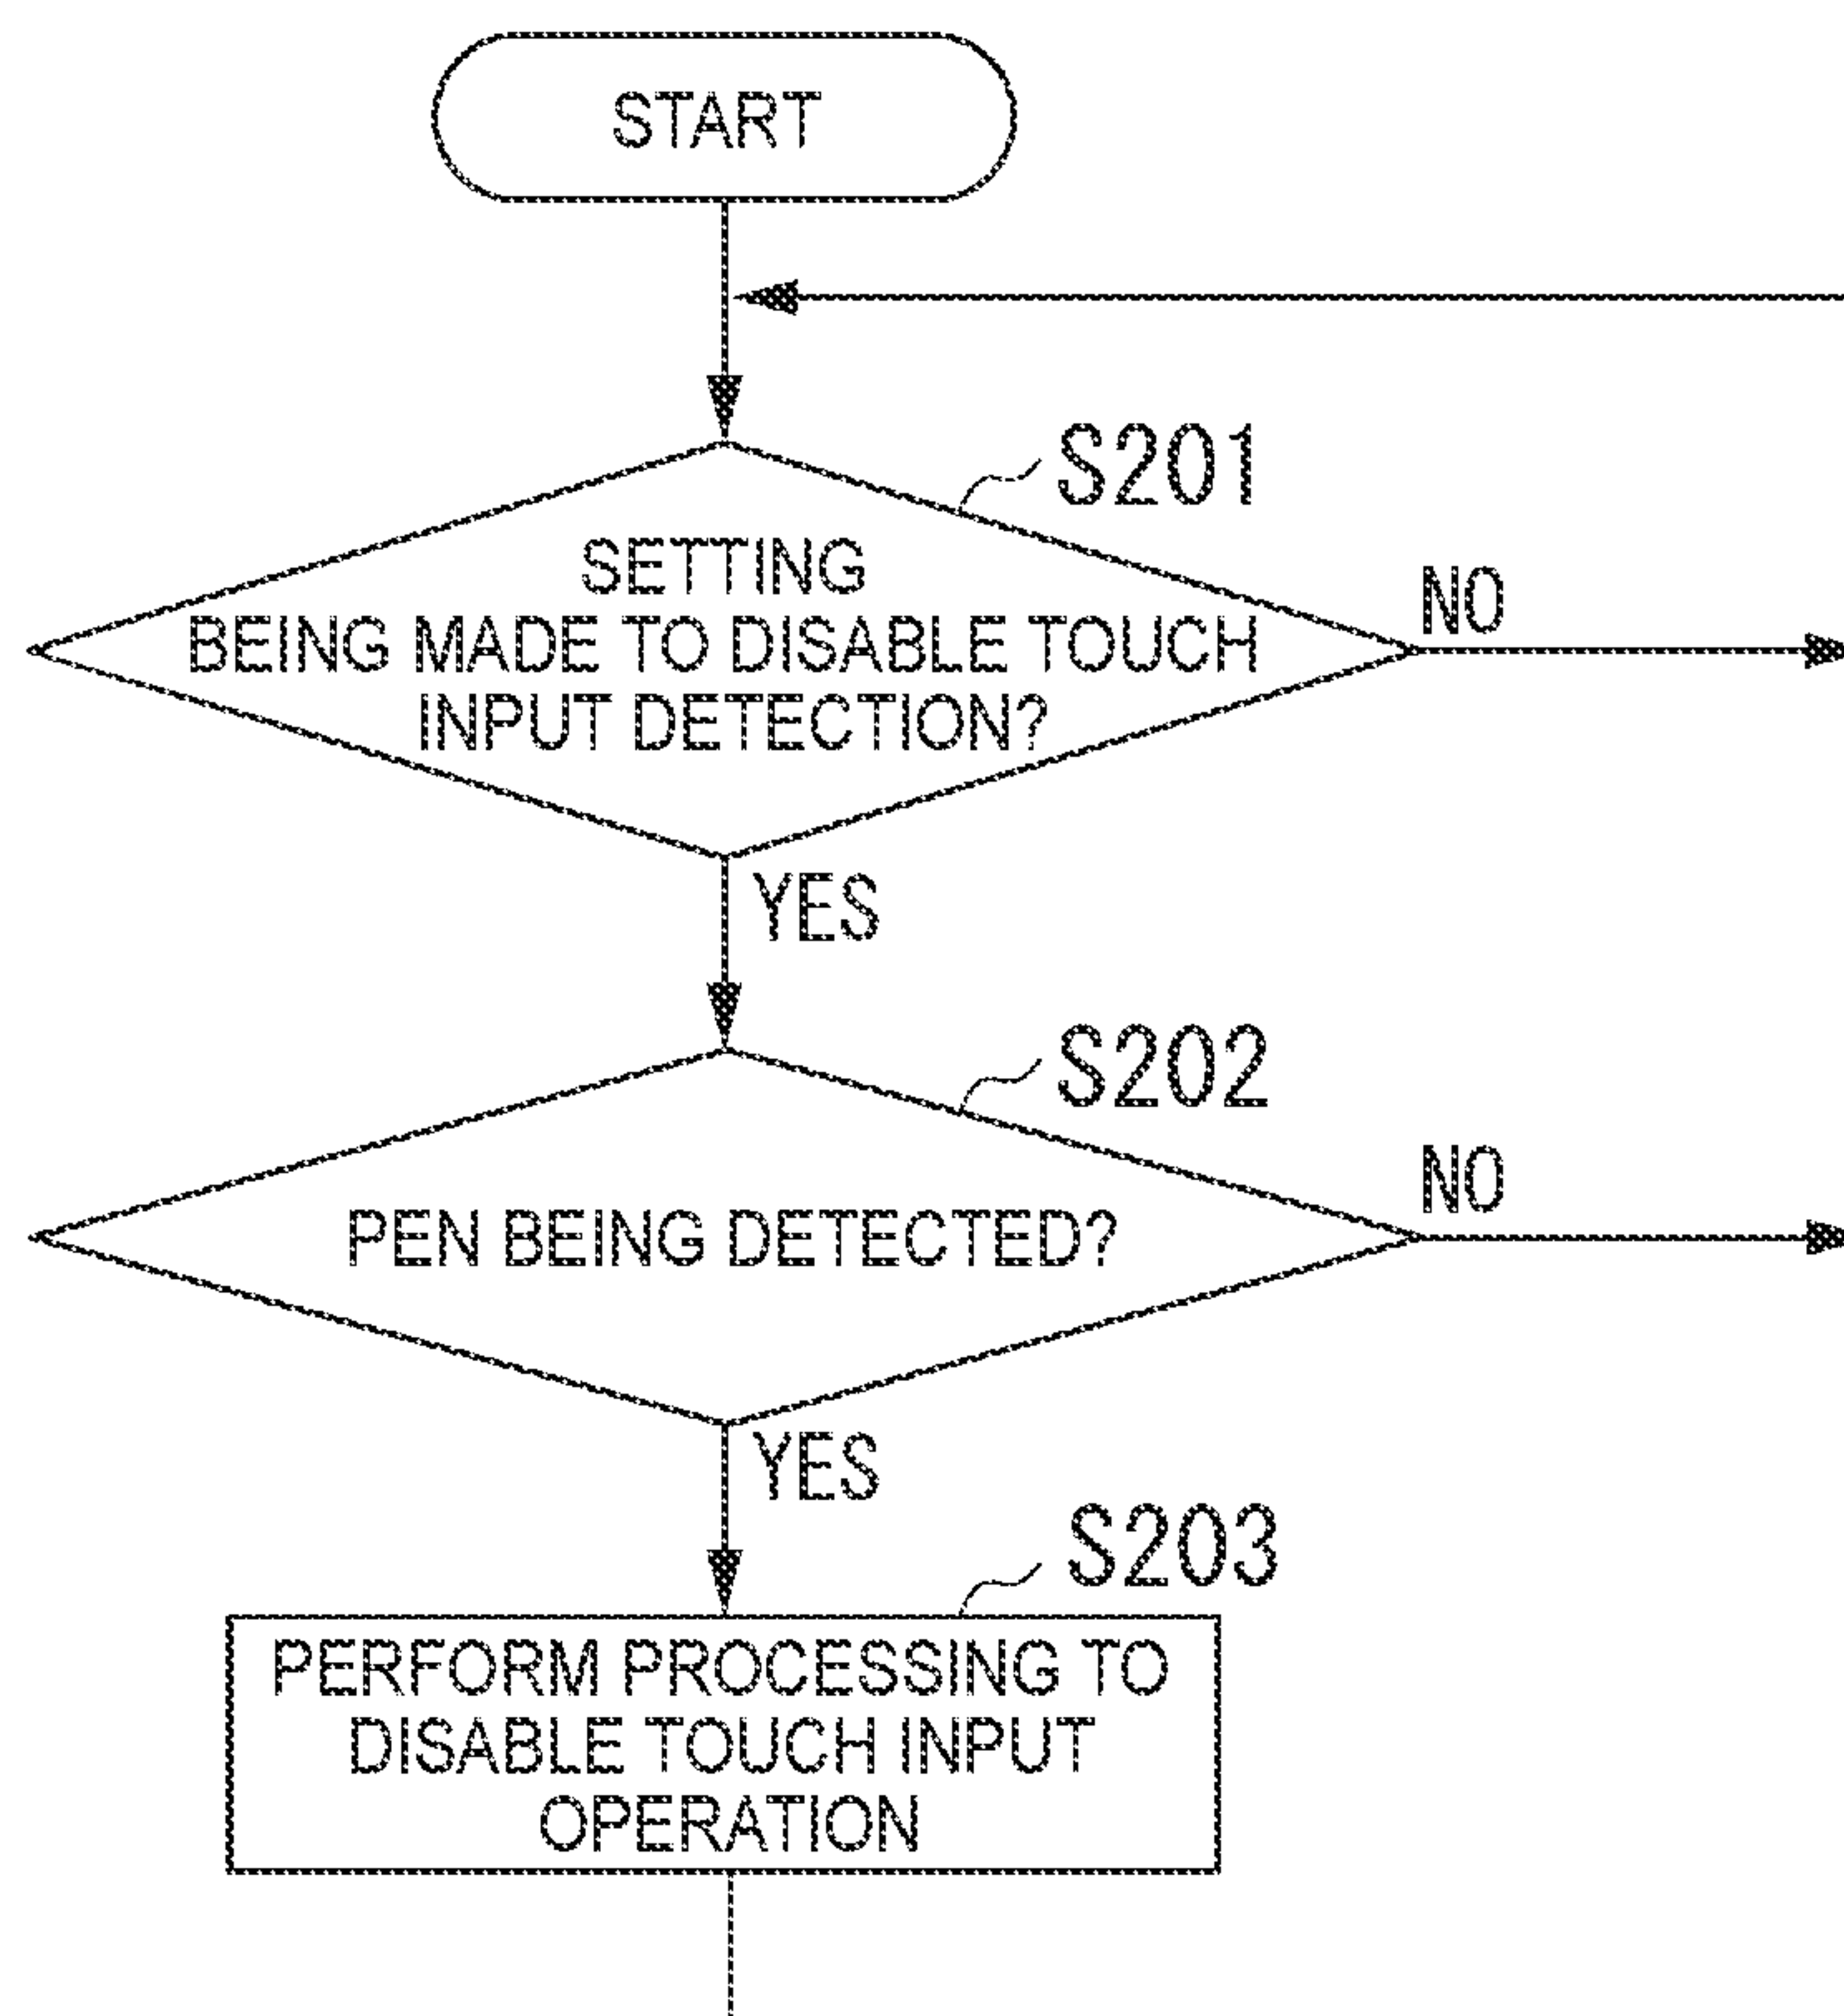 START
S201
SETTING
BEING MADE TO DISABLE TOUCH
INPUT DETECTION?
NO
YES
S202
PEN BEING DETECTED?
NO
YES
S203
PERFORM PROCESSING TO
DISABLE TOUCH INPUT
OPERATION